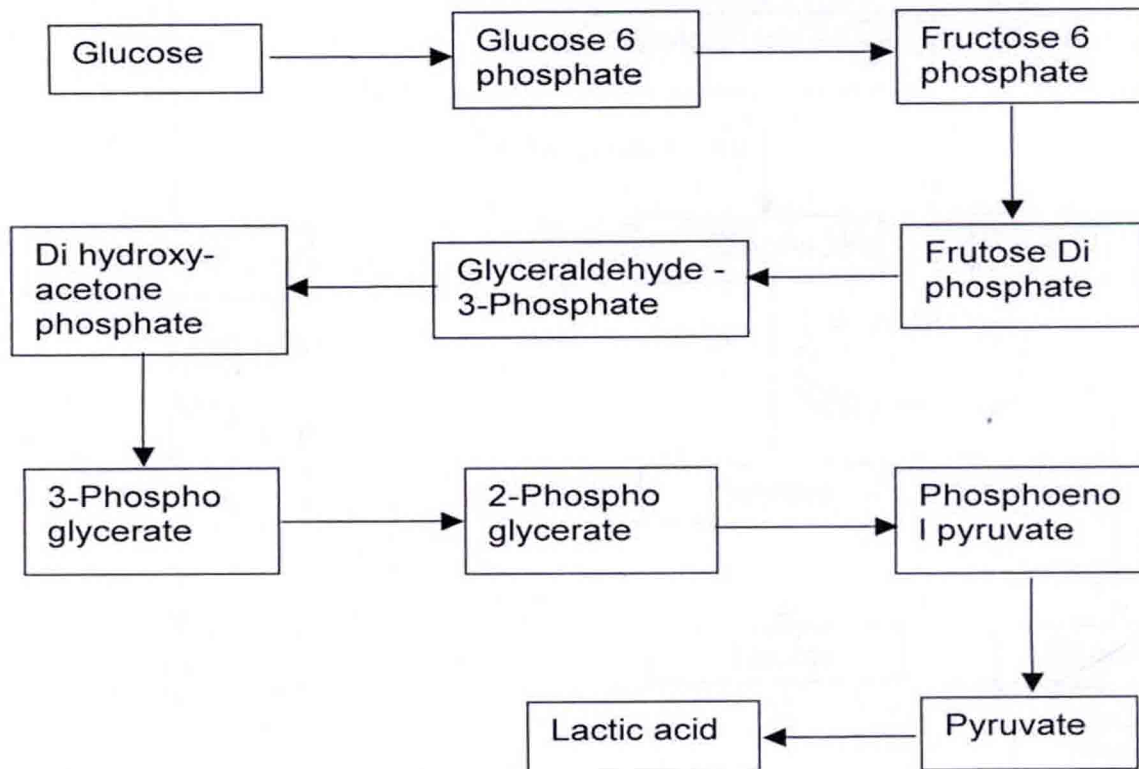 Glucose
Glucose 6
phosphate
Fructose 6
phosphate
Frutose Di
phosphate
Glyceraldehyde -
3-Phosphate
Di hydroxy-
acetone
phosphate
3-Phospho
glycerate
2-Phospho
glycerate
Phosphoeno
l pyruvate
Pyruvate
Lactic acid